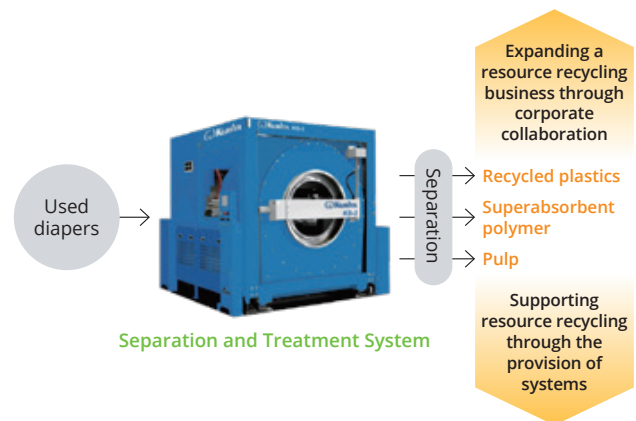 Expanding a
resource recycling
business through
corporate
collaboration
Used
diapers
Separation
Recycled plastics
Superabsorbent
polymer
Pulp
Separation and Treatment System
Supporting
resource recycling
through the
provision of
systems